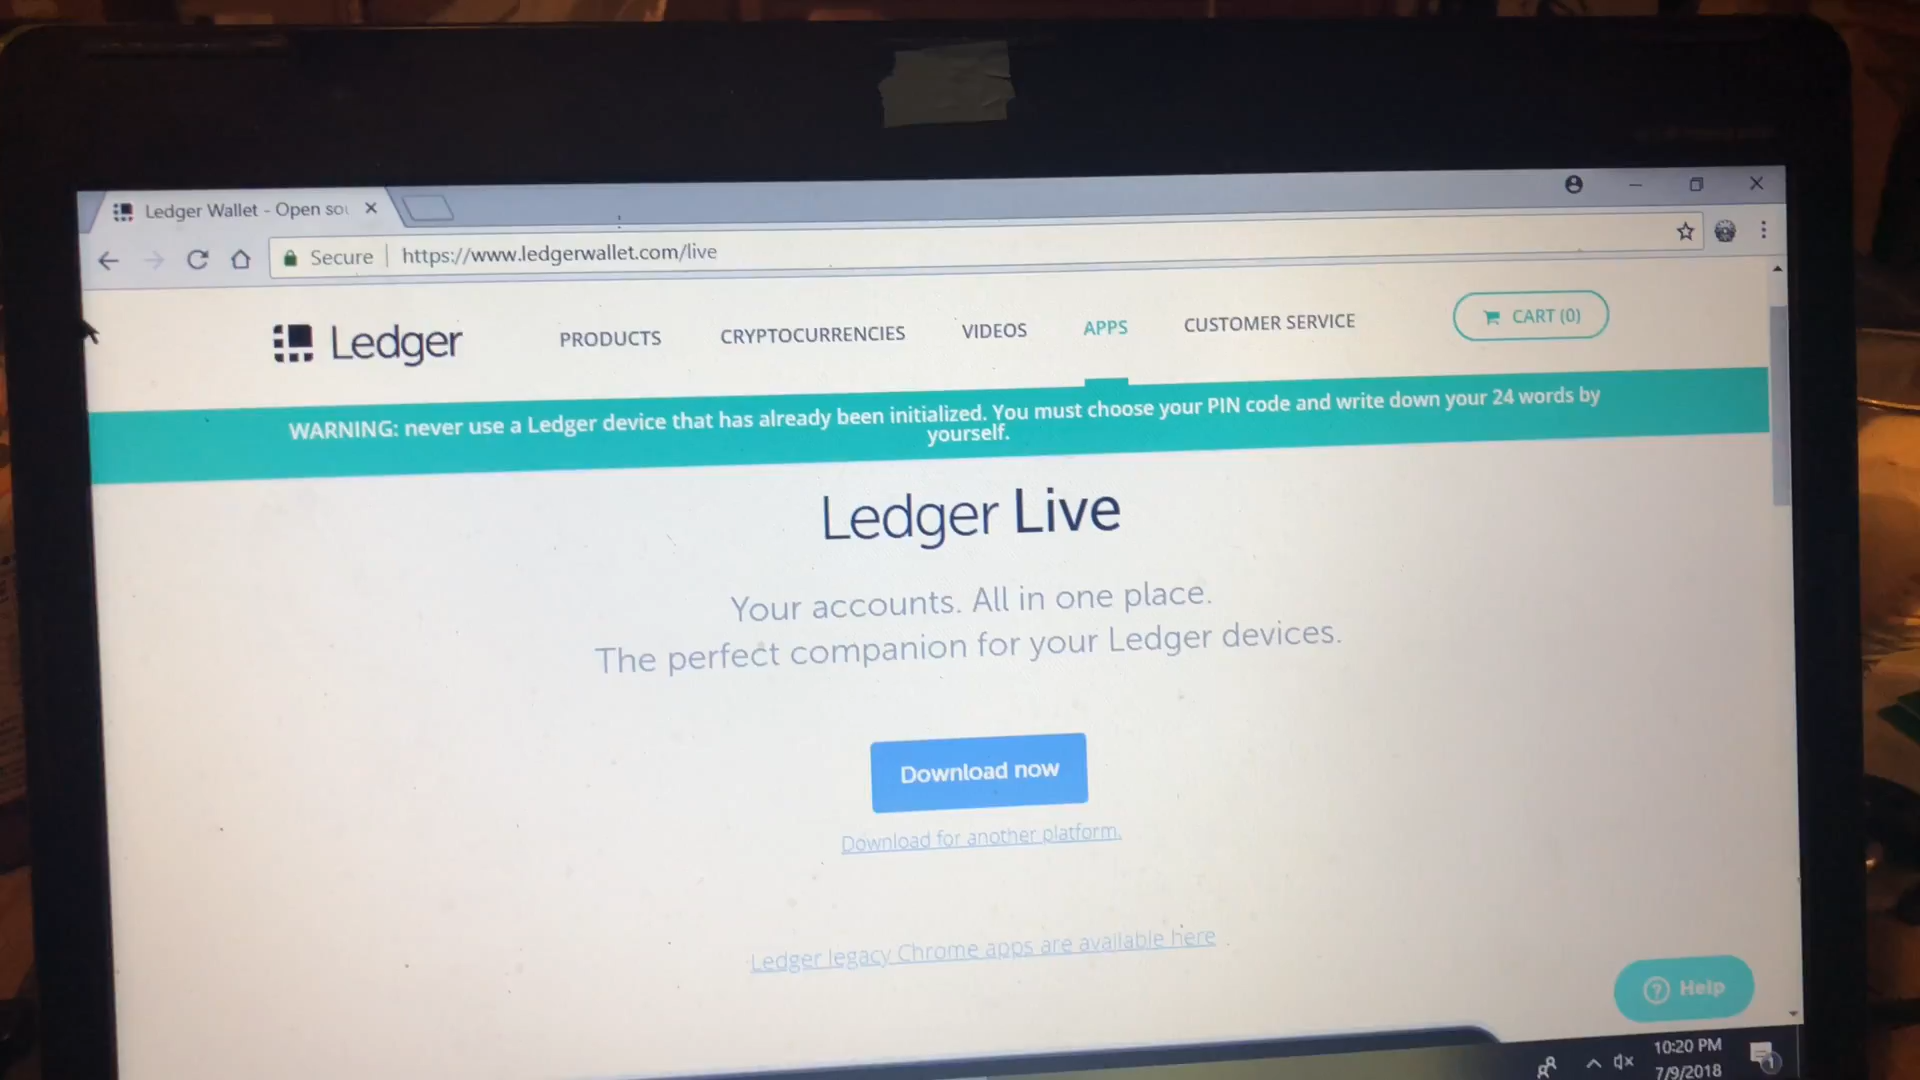 Ledger Wallet - Open sou
Secure
https://www.ledgerwallet.com/live
Ledger
PRODUCTS
CRYPTOCURRENCIES
VIDEOS
APPS
CUSTOMER SERVICE
CART (0)
WARNING: never use a Ledger device that has already been initialized. You must choose your PIN code and write down your 24 words by
yourself.
Ledger Live
Your accounts. All in one place.
The perfect companion for your Ledger devices.
Download now
Download for another platform.
Ledger legacy Chrome apps are available here
? Help
10:20 PM
7/9/2018
1